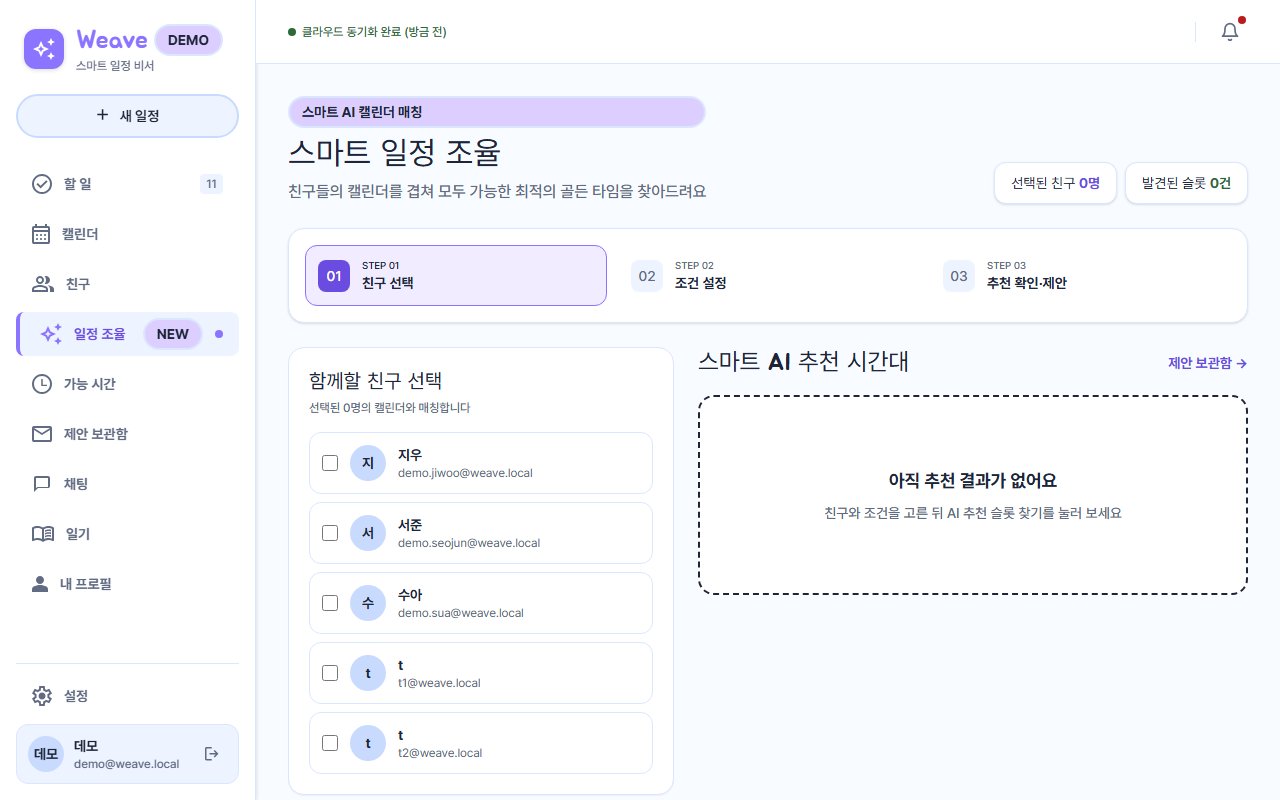 Weave DEMO
스마트 일정 비서
클라우드 동기화 완료 (방금 전)
+ 새 일정
할 일 11
캘린더
친구
일정 조율 NEW
가능 시간
제안 보관함
채팅
일기
내 프로필
설정
데모 데모
demo@weave.local
스마트 AI 캘린더 매칭
스마트 일정 조율
친구들의 캘린더를 겹쳐 모두 가능한 최적의 골든 타임을 찾아드려요
선택된 친구 0명
발견된 슬롯 0건
01 STEP 01
친구 선택
02 STEP 02
조건 설정
03 STEP 03
추천 확인·제안
함께할 친구 선택
선택된 0명의 캘린더와 매칭합니다
지 지우
demo.jiwoo@weave.local
서 서준
demo.seojun@weave.local
수 수아
demo.sua@weave.local
t t
t1@weave.local
t t
t2@weave.local
스마트 AI 추천 시간대
제안 보관함 →
아직 추천 결과가 없어요
친구와 조건을 고른 뒤 AI 추천 슬롯 찾기를 눌러 보세요